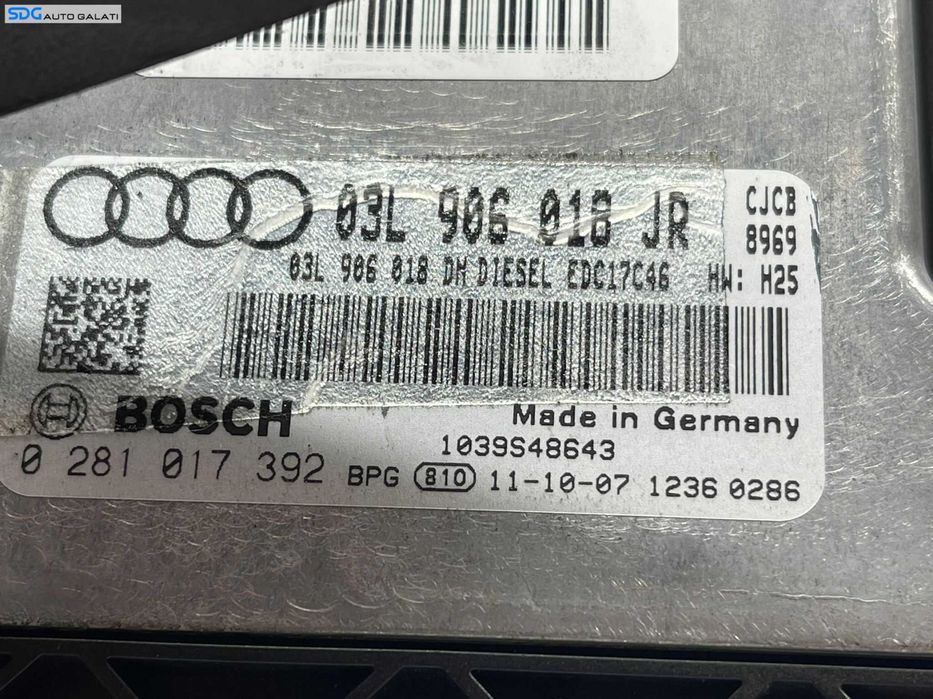 SDG AUTO GALATI
03L 906 018 JR
CJCB
8969
03L 906 018 DM DIESEL EDC17C46 HW: H25
BOSCH
Made in Germany
1039S48643
0 281 017 392 BPG 810 11-10-07 1236 0286